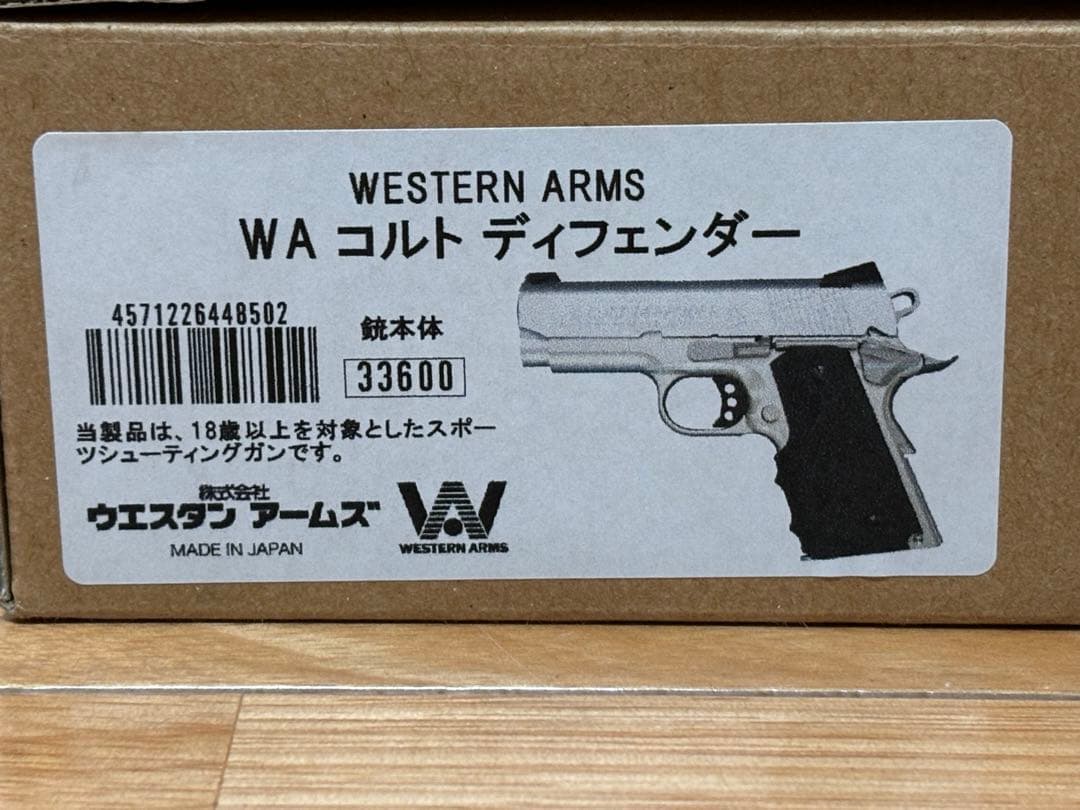 WESTERN ARMS
WA コルト ディフェンダー
4571226448502
銃本体
33600
当製品は、18歳以上を対象としたスポー
ツシューティングガンです。
株式会社
ウエスタン アームズ
MADE IN JAPAN
WA
WESTERN ARMS